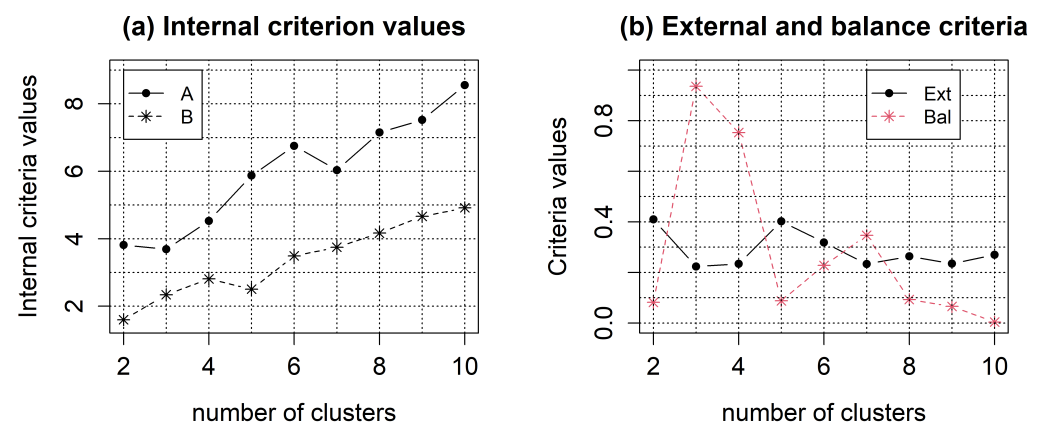 (a) Internal criterion values
Internal criteria values
8
6
4
2
A
B
2 4 6 8 10
number of clusters
(b) External and balance criteria
Criteria values
0.8
0.4
0.0
Ext
Bal
2 4 6 8 10
number of clusters